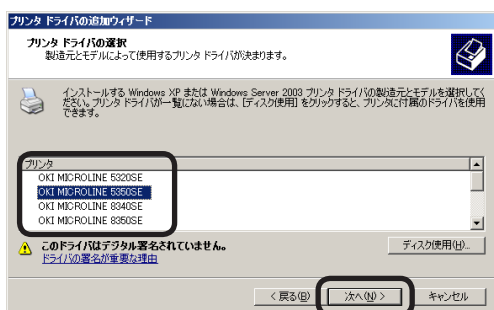 プリンタ ドライバの追加ウィザード
プリンタ ドライバの選択
製造元とモデルによって使用するプリンタ ドライバが決まります。
インストールする Windows XP または Windows Server 2003 プリンタ ドライバの製造元とモデルを選択してく
ださい。プリンタ ドライバが一覧にない場合は、[ディスク使用] をクリックすると、プリンタに付属のドライバを使用
できます。
プリンタ
OKI MICROLINE 5320SE
OKI MICROLINE 5350SE
OKI MICROLINE 8340SE
OKI MICROLINE 8350SE
このドライバはデジタル署名されていません。
ディスク使用(H)...
ドライバの署名が重要な理由
< 戻る(B)
次へ(N) >
キャンセル